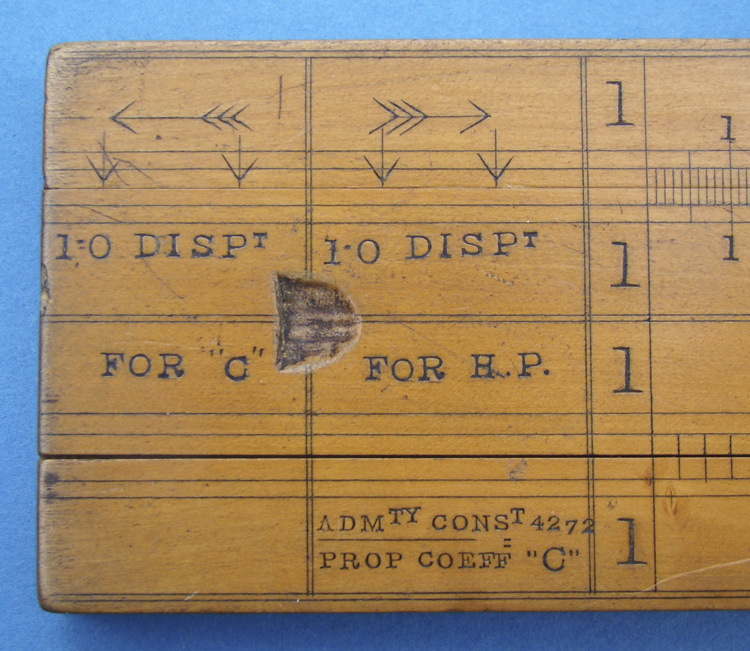 1
1
1·0 DISPT 1·0 DISPT 1 1
FOR "C" FOR H.P. 1
ADMTY CONST 4272
PROP COEFF "C" 1